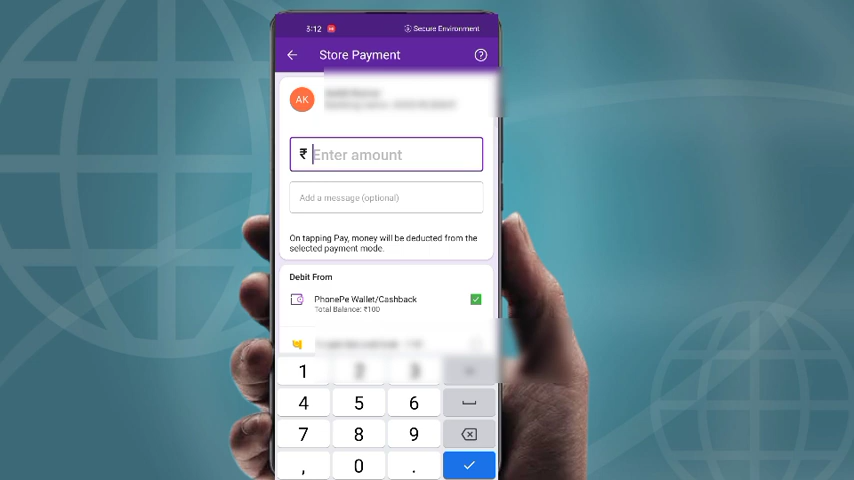 3:12
Secure Environment
Store Payment
AK
₹ Enter amount
Add a message (optional)
On tapping Pay, money will be deducted from the
selected payment mode.
Debit From
PhonePe Wallet/Cashback
Total Balance: ₹100
1
4 5 6
7 8 9
, 0 .